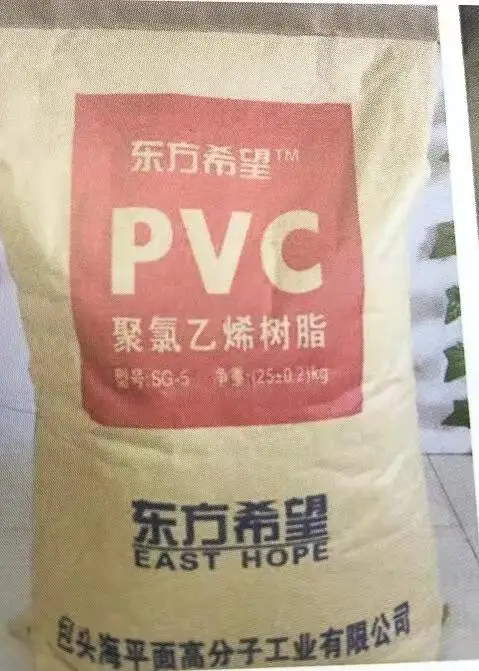 东方希望™
PVC
聚氯乙烯树脂
型号:SG-5 净重:(25±0.2)kg
东方希望
EAST HOPE
包头海平面高分子工业有限公司